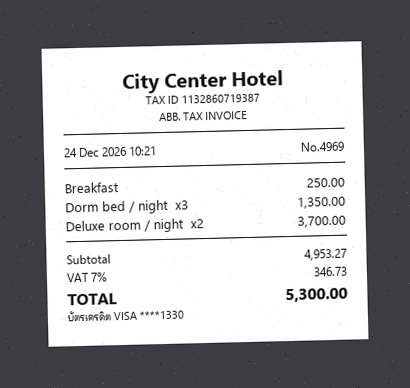 City Center Hotel
TAX ID 1132860719387
ABB. TAX INVOICE
24 Dec 2026 10:21 No.4969
Breakfast 250.00
Dorm bed / night x3 1,350.00
Deluxe room / night x2 3,700.00
Subtotal 4,953.27
VAT 7% 346.73
TOTAL 5,300.00
บัตรเครดิต VISA ****1330